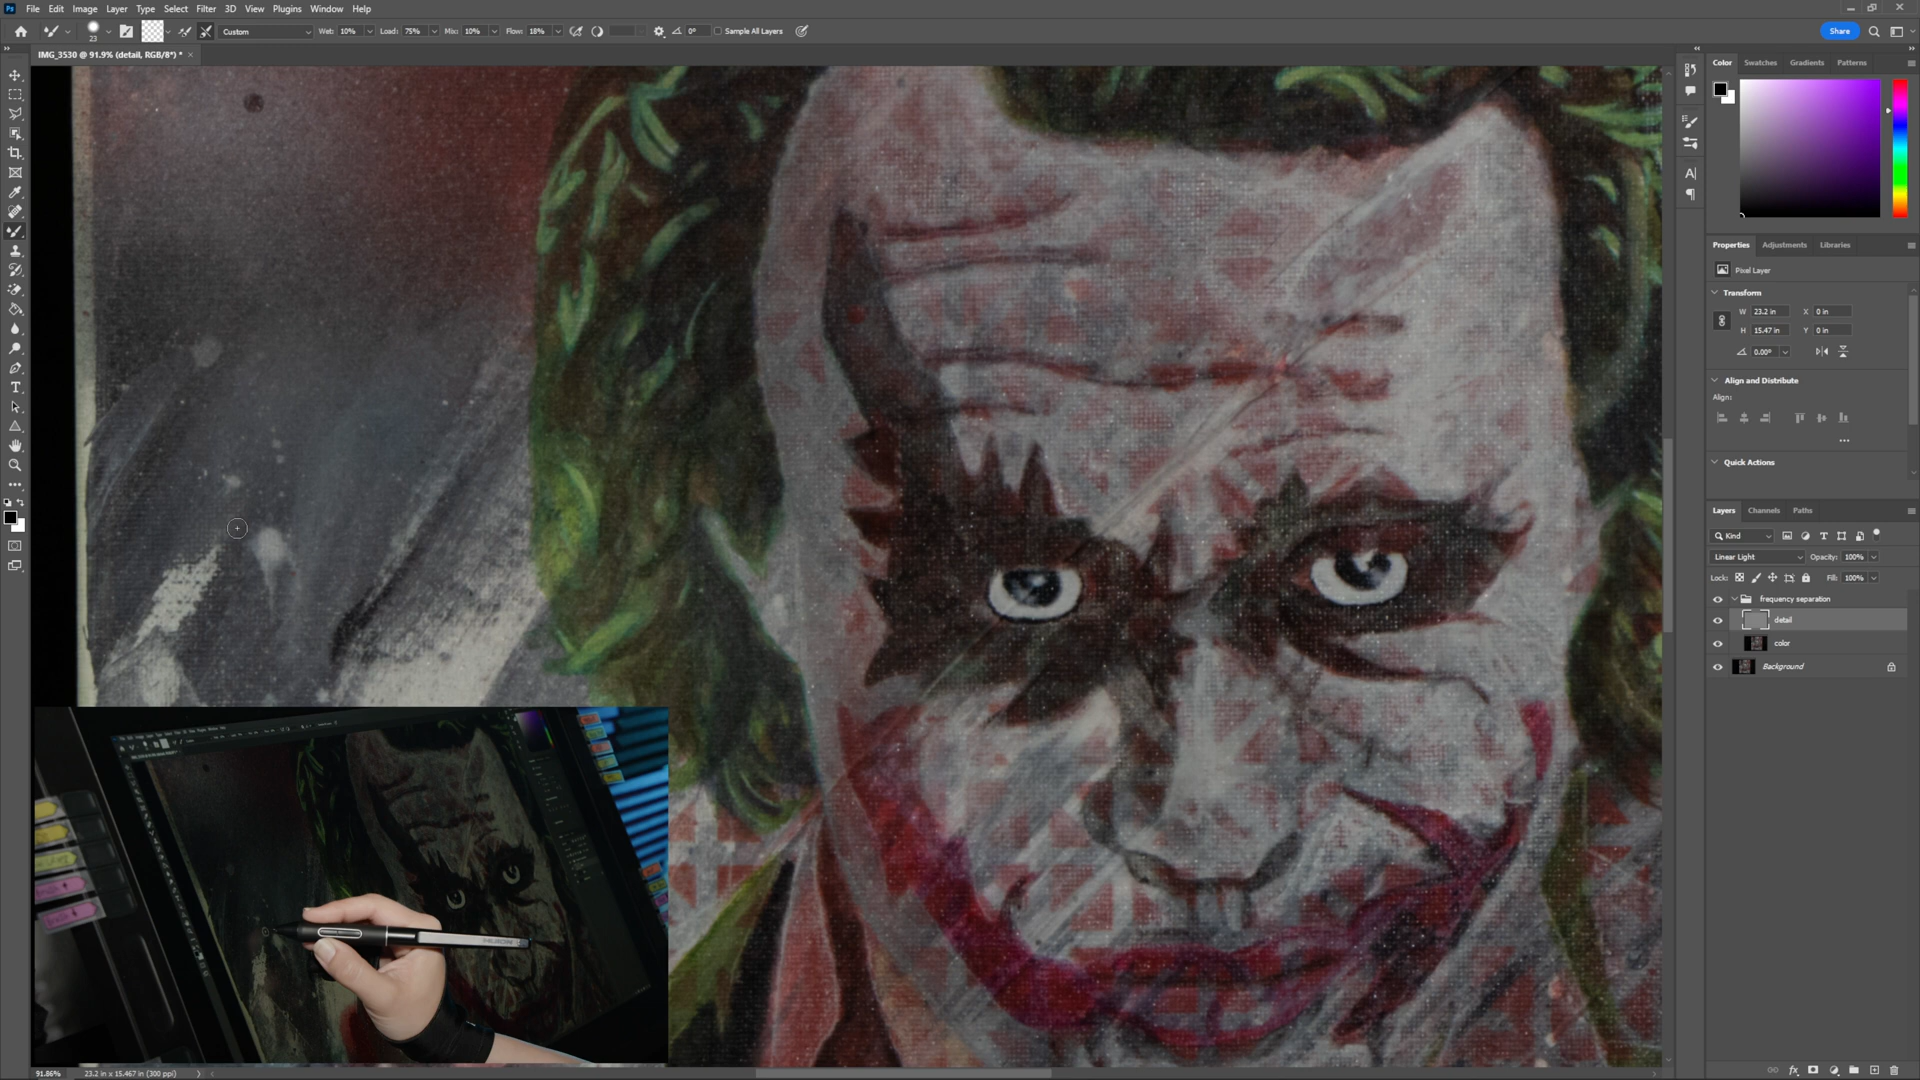 Ps File Edit Image Layer Type Select Filter 3D View Plugins Window Help
23 Custom Wet: 10% Load: 75% Mix: 10% Flow: 18% 0° Sample All Layers Share
IMG_3530 @ 91.9% (detail, RGB/8*) * ×
Color Swatches Gradients Patterns
Properties Adjustments Libraries
Pixel Layer
Transform
W 23.2 in X 0 in
H 15.47 in Y 0 in
0.00°
Align and Distribute
Align:
Quick Actions
Layers Channels Paths
Kind
Linear Light Opacity: 100%
Lock: Fill: 100%
frequency separation
detail
color
Background
HUION
91.86% 23.2 in x 15.467 in (300 ppi)